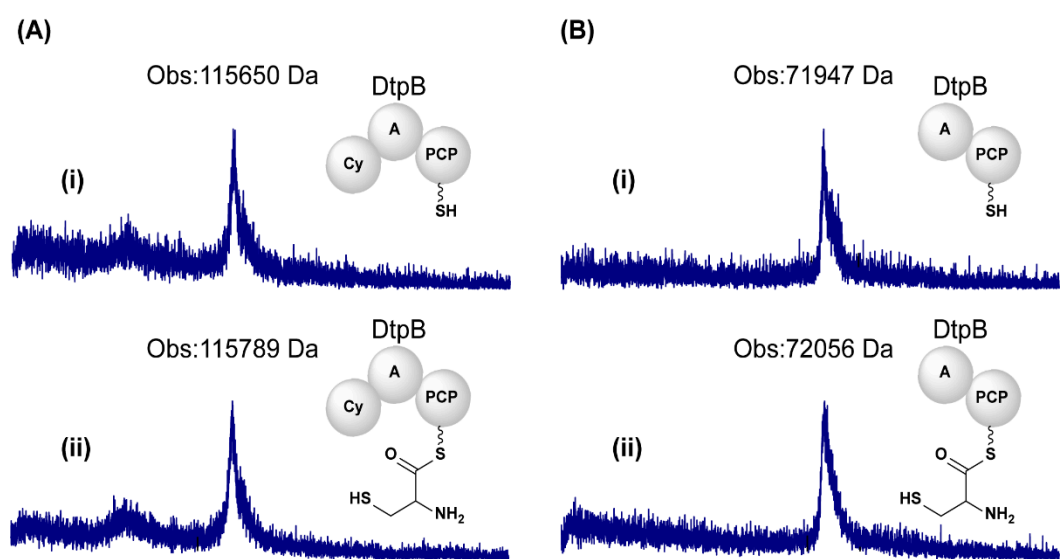 (A)
Obs:115650 Da
DtpB
A
Cy
PCP
SH
(i)
Obs:115789 Da
DtpB
A
Cy
PCP
(ii)
S
O
HS
NH2
(B)
Obs:71947 Da
DtpB
A
PCP
SH
(i)
Obs:72056 Da
DtpB
A
PCP
(ii)
S
O
HS
NH2